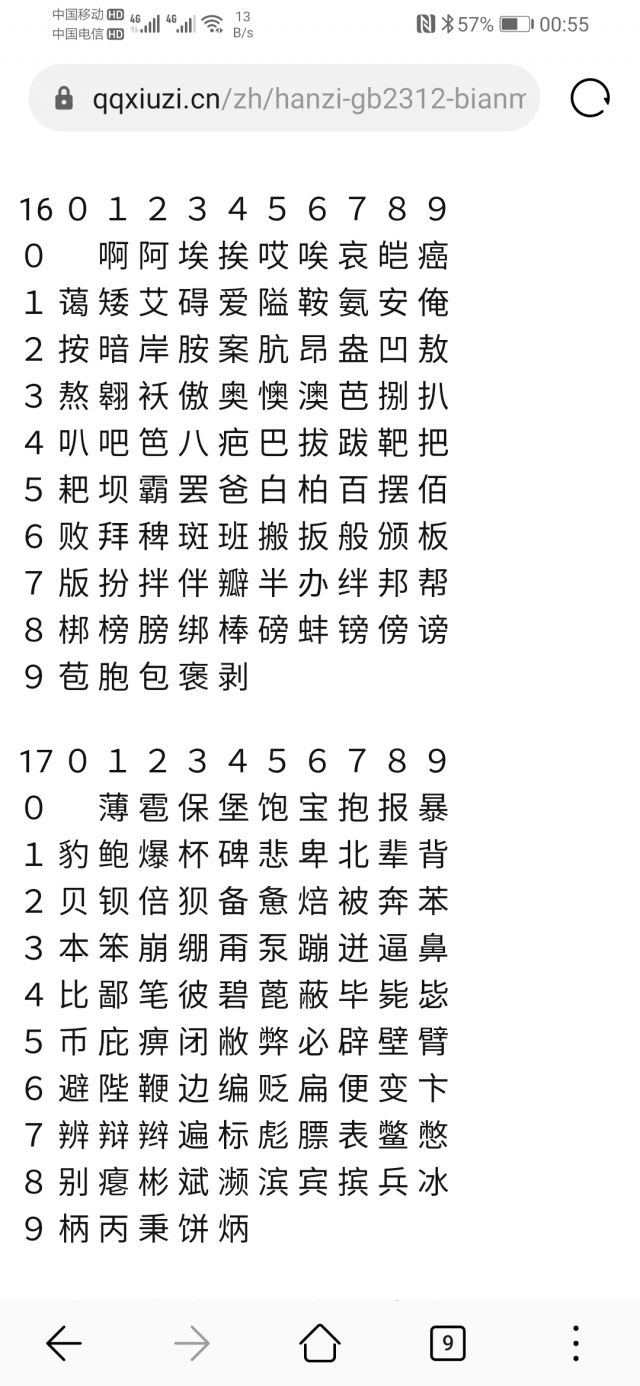 中国移动 HD 4G 4G 13 57% 00:55
中国电信 HD B/s
qqxiuzi.cn/zh/hanzi-gb2312-bianm
16 0 1 2 3 4 5 6 7 8 9
0 啊 阿 埃 挨 哎 唉 哀 皑 癌
1 蔼 矮 艾 碍 爱 隘 鞍 氨 安 俺
2 按 暗 岸 胺 案 肮 昂 盎 凹 敖
3 熬 翱 袄 傲 奥 懊 澳 芭 捌 扒
4 叭 吧 笆 八 疤 巴 拔 跋 靶 把
5 耙 坝 霸 罢 爸 白 柏 百 摆 佰
6 败 拜 稗 斑 班 搬 扳 般 颁 板
7 版 扮 拌 伴 瓣 半 办 绊 邦 帮
8 梆 榜 膀 绑 棒 磅 蚌 镑 傍 谤
9 苞 胞 包 褒 剥
17 0 1 2 3 4 5 6 7 8 9
0 薄 雹 保 堡 饱 宝 抱 报 暴
1 豹 鲍 爆 杯 碑 悲 卑 北 辈 背
2 贝 钡 倍 狈 备 惫 焙 被 奔 苯
3 本 笨 崩 绷 甭 泵 蹦 迸 逼 鼻
4 比 鄙 笔 彼 碧 蓖 蔽 毕 毙 毖
5 币 庇 痹 闭 敝 弊 必 辟 壁 臂
6 避 陛 鞭 边 编 贬 扁 便 变 卞
7 辨 辩 辫 遍 标 彪 膘 表 鳖 憋
8 别 瘪 彬 斌 濒 滨 宾 摈 兵 冰
9 柄 丙 秉 饼 炳
9